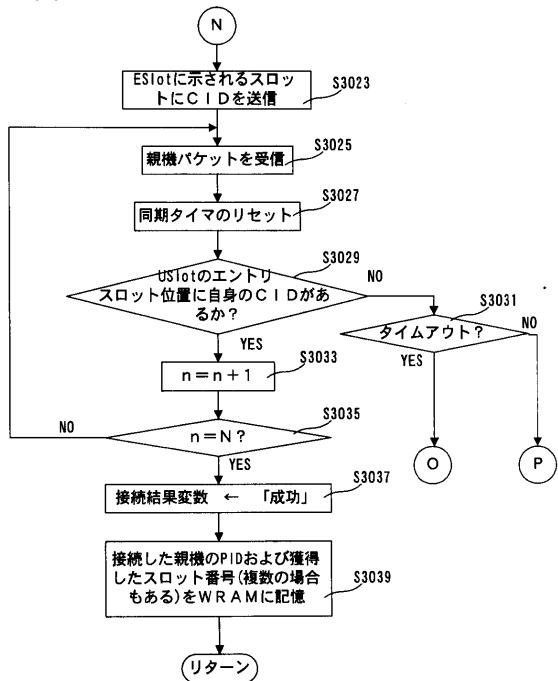 N
ESlotに示されるスロッ
トにＣＩＤを送信
S3023
S3025
親機パケットを受信
S3027
同期タイマのリセット
S3029
USlotのエントリ
スロット位置に自身のＣＩＤがあ
るか？
NO
S3031
タイムアウト？
NO
YES
YES
S3033
ｎ＝ｎ＋１
S3035
NO
ｎ＝Ｎ？
YES
O
P
S3037
接続結果変数　←　「成功」
接続した親機のPIDおよび獲得
したスロット番号(複数の場合
もある)をＷＲＡＭに記憶
S3039
リターン